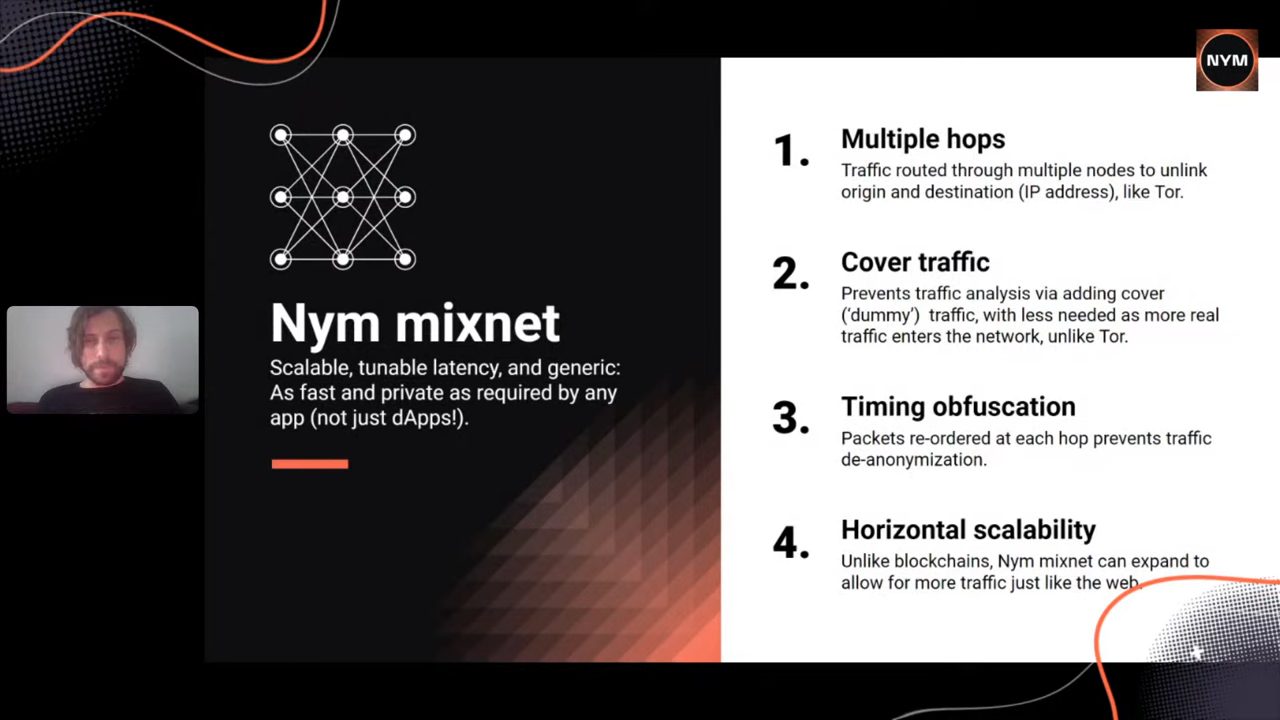 NYM
Nym mixnet
Scalable, tunable latency, and generic:
As fast and private as required by any
app (not just dApps!).
1.
Multiple hops
Traffic routed through multiple nodes to unlink
origin and destination (IP address), like Tor.
2.
Cover traffic
Prevents traffic analysis via adding cover
(‘dummy’)  traffic, with less needed as more real
traffic enters the network, unlike Tor.
3.
Timing obfuscation
Packets re-ordered at each hop prevents traffic
de-anonymization.
4.
Horizontal scalability
Unlike blockchains, Nym mixnet can expand to
allow for more traffic just like the web.